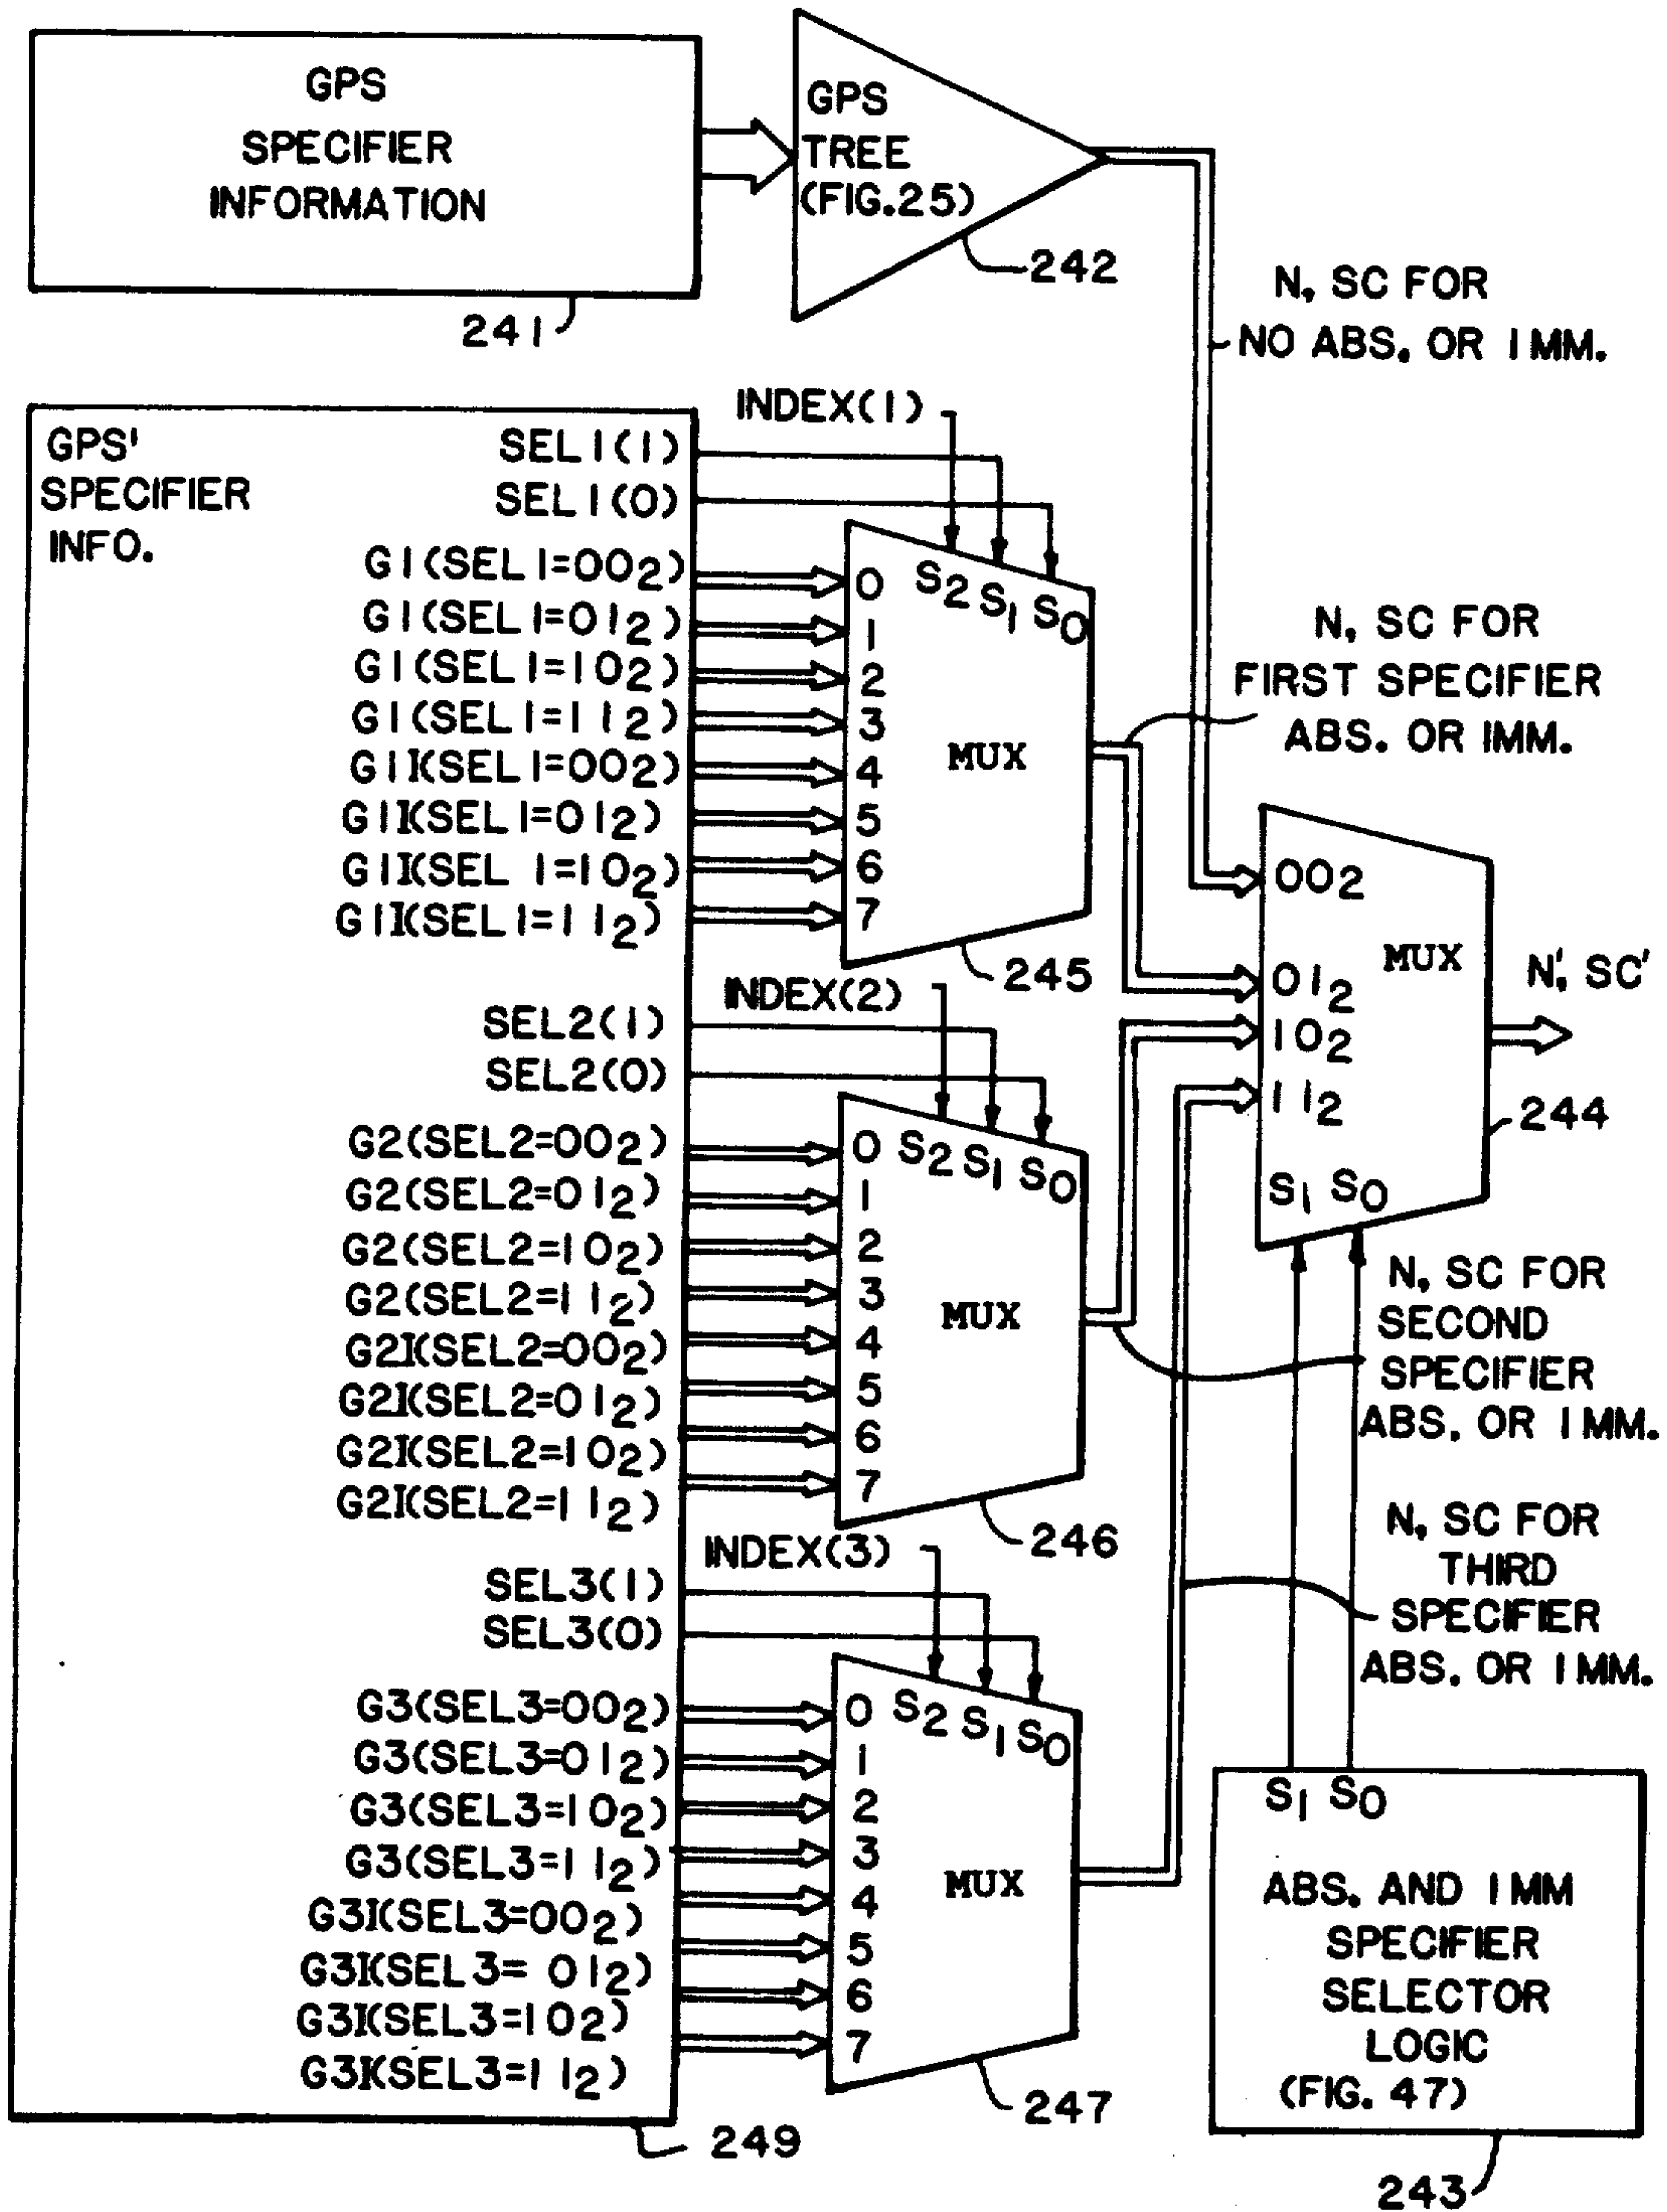 GPS
SPECIFIER
INFORMATION
241
GPS
TREE
(FIG.25)
242
N, SC FOR
NO ABS. OR IMM.
GPS'
SPECIFIER
INFO.
INDEX(1)
SEL1(1)
SEL1(0)
G1(SEL1=00₂)
G1(SEL1=01₂)
G1(SEL1=10₂)
G1(SEL1=11₂)
G1I(SEL1=00₂)
G1I(SEL1=01₂)
G1I(SEL1=10₂)
G1I(SEL1=11₂)
S₂ S₁ S₀
0
1
2
3
4
5
6
7
MUX
245
N, SC FOR
FIRST SPECIFIER
ABS. OR IMM.
INDEX(2)
SEL2(1)
SEL2(0)
G2(SEL2=00₂)
G2(SEL2=01₂)
G2(SEL2=10₂)
G2(SEL2=11₂)
G2I(SEL2=00₂)
G2I(SEL2=01₂)
G2I(SEL2=10₂)
G2I(SEL2=11₂)
S₂ S₁ S₀
0
1
2
3
4
5
6
7
MUX
246
N, SC FOR
SECOND
SPECIFIER
ABS. OR IMM.
INDEX(3)
SEL3(1)
SEL3(0)
G3(SEL3=00₂)
G3(SEL3=01₂)
G3(SEL3=10₂)
G3(SEL3=11₂)
G3I(SEL3=00₂)
G3I(SEL3= 01₂)
G3I(SEL3=10₂)
G3I(SEL3=11₂)
S₂ S₁ S₀
0
1
2
3
4
5
6
7
MUX
247
249
N, SC FOR
THIRD
SPECIFIER
ABS. OR IMM.
00₂
01₂
10₂
11₂
MUX
S₁ S₀
N', SC'
244
S₁ S₀
ABS. AND IMM
SPECIFIER
SELECTOR
LOGIC
(FIG. 47)
243